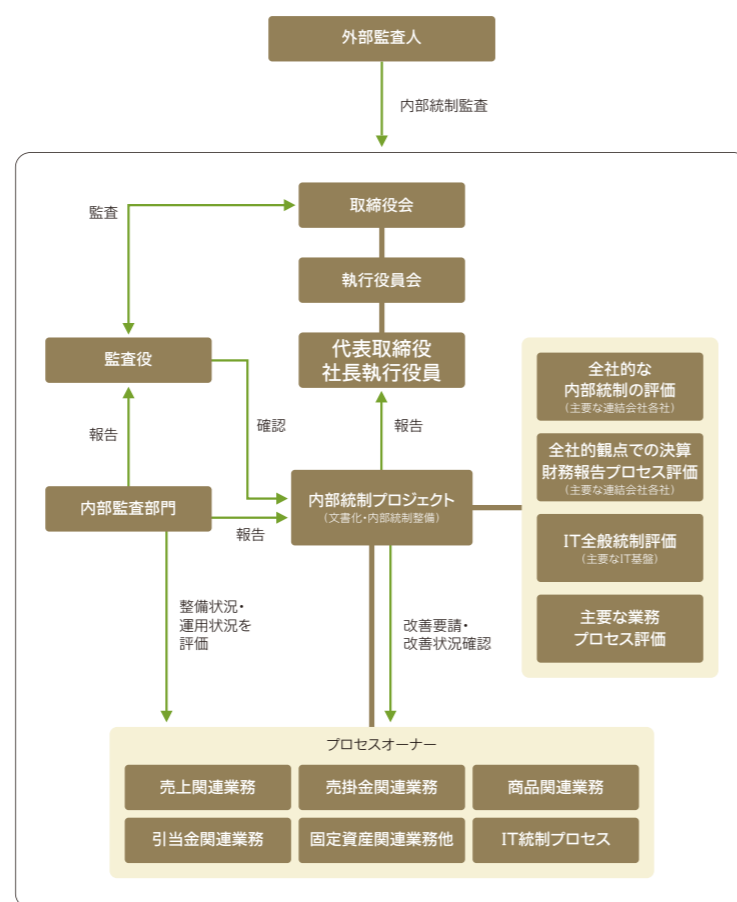 外部監査人
内部統制監査
取締役会
監査
執行役員会
監査役
代表取締役
社長執行役員
全社的な
内部統制の評価
(主要な連結会社各社)
報告
確認
報告
全社的観点での決算
財務報告プロセス評価
(主要な連結会社各社)
内部監査部門
報告
内部統制プロジェクト
(文書化・内部統制整備)
IT全般統制評価
(主要なIT基盤)
整備状況・
運用状況を
評価
改善要請・
改善状況確認
主要な業務
プロセス評価
プロセスオーナー
売上関連業務
売掛金関連業務
商品関連業務
引当金関連業務
固定資産関連業務他
IT統制プロセス